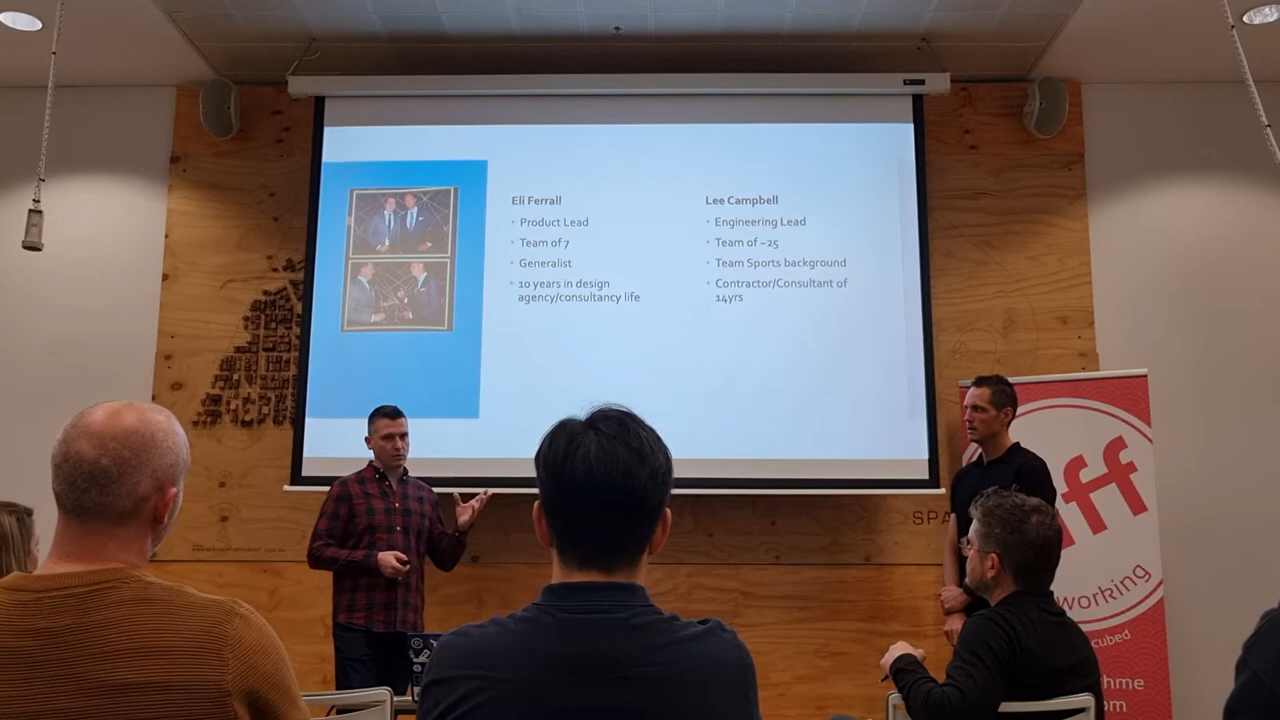 Eli Ferrall
Product Lead
Team of 7
Generalist
10 years in design
agency/consultancy life
Lee Campbell
Engineering Lead
Team of ~25
Team Sports background
Contractor/Consultant of
14yrs
SPA
ff
working
cubed
hme
om